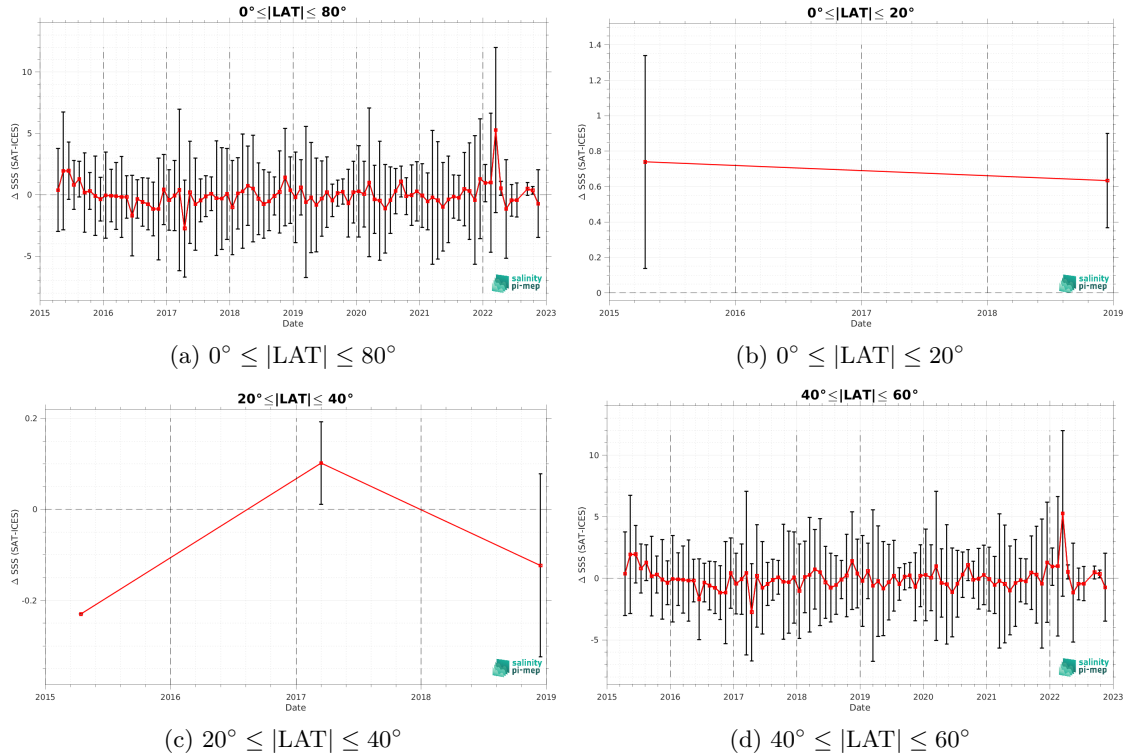 0°≤|LAT|≤ 80°
Δ SSS (SAT-ICES)
10
5
0
-5
2015 2016 2017 2018 2019 2020 2021 2022 2023
Date
salinity
pi-mep
(a) 0° ≤ |LAT| ≤ 80°
0°≤|LAT|≤ 20°
Δ SSS (SAT-ICES)
1.4
1.2
1
0.8
0.6
0.4
0.2
0
2015 2016 2017 2018 2019
Date
salinity
pi-mep
(b) 0° ≤ |LAT| ≤ 20°
20°≤|LAT|≤ 40°
Δ SSS (SAT-ICES)
0.2
0
-0.2
2015 2016 2017 2018 2019
Date
salinity
pi-mep
(c) 20° ≤ |LAT| ≤ 40°
40°≤|LAT|≤ 60°
Δ SSS (SAT-ICES)
10
5
0
-5
2015 2016 2017 2018 2019 2020 2021 2022 2023
Date
salinity
pi-mep
(d) 40° ≤ |LAT| ≤ 60°